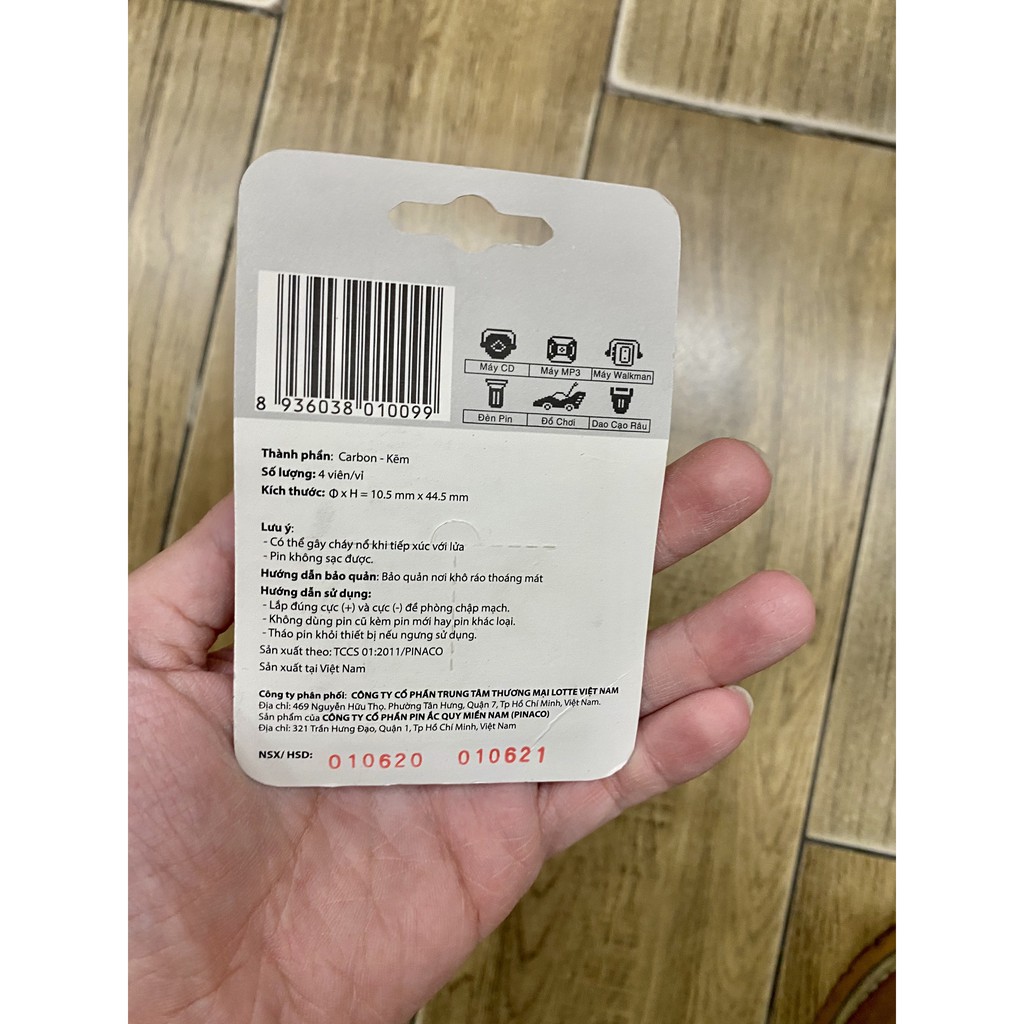 8 936038 010099
Máy CD Máy MP3 Máy Walkman
Đèn Pin Đồ Chơi Dao Cạo Râu
Thành phần: Carbon - Kẽm
Số lượng: 4 viên/vỉ
Kích thước: Φ x H = 10.5 mm x 44.5 mm
Lưu ý:
- Có thể gây cháy nổ khi tiếp xúc với lửa
- Pin không sạc được.
Hướng dẫn bảo quản: Bảo quản nơi khô ráo thoáng mát
Hướng dẫn sử dụng:
- Lắp đúng cực (+) và cực (-) để phòng chập mạch.
- Không dùng pin cũ kèm pin mới hay pin khác loại.
- Tháo pin khỏi thiết bị nếu ngưng sử dụng.
Sản xuất theo: TCCS 01:2011/PINACO
Sản xuất tại Việt Nam
Công ty phân phối: CÔNG TY CỔ PHẦN TRUNG TÂM THƯƠNG MẠI LOTTE VIỆT NAM
Địa chỉ: 469 Nguyễn Hữu Thọ. Phường Tân Hưng, Quận 7, Tp Hồ Chí Minh, Việt Nam.
Sản phẩm của CÔNG TY CỔ PHẦN PIN ẮC QUY MIỀN NAM (PINACO)
Địa chỉ: 321 Trần Hưng Đạo, Quận 1, Tp Hồ Chí Minh, Việt Nam
NSX/ HSD: 010620 010621